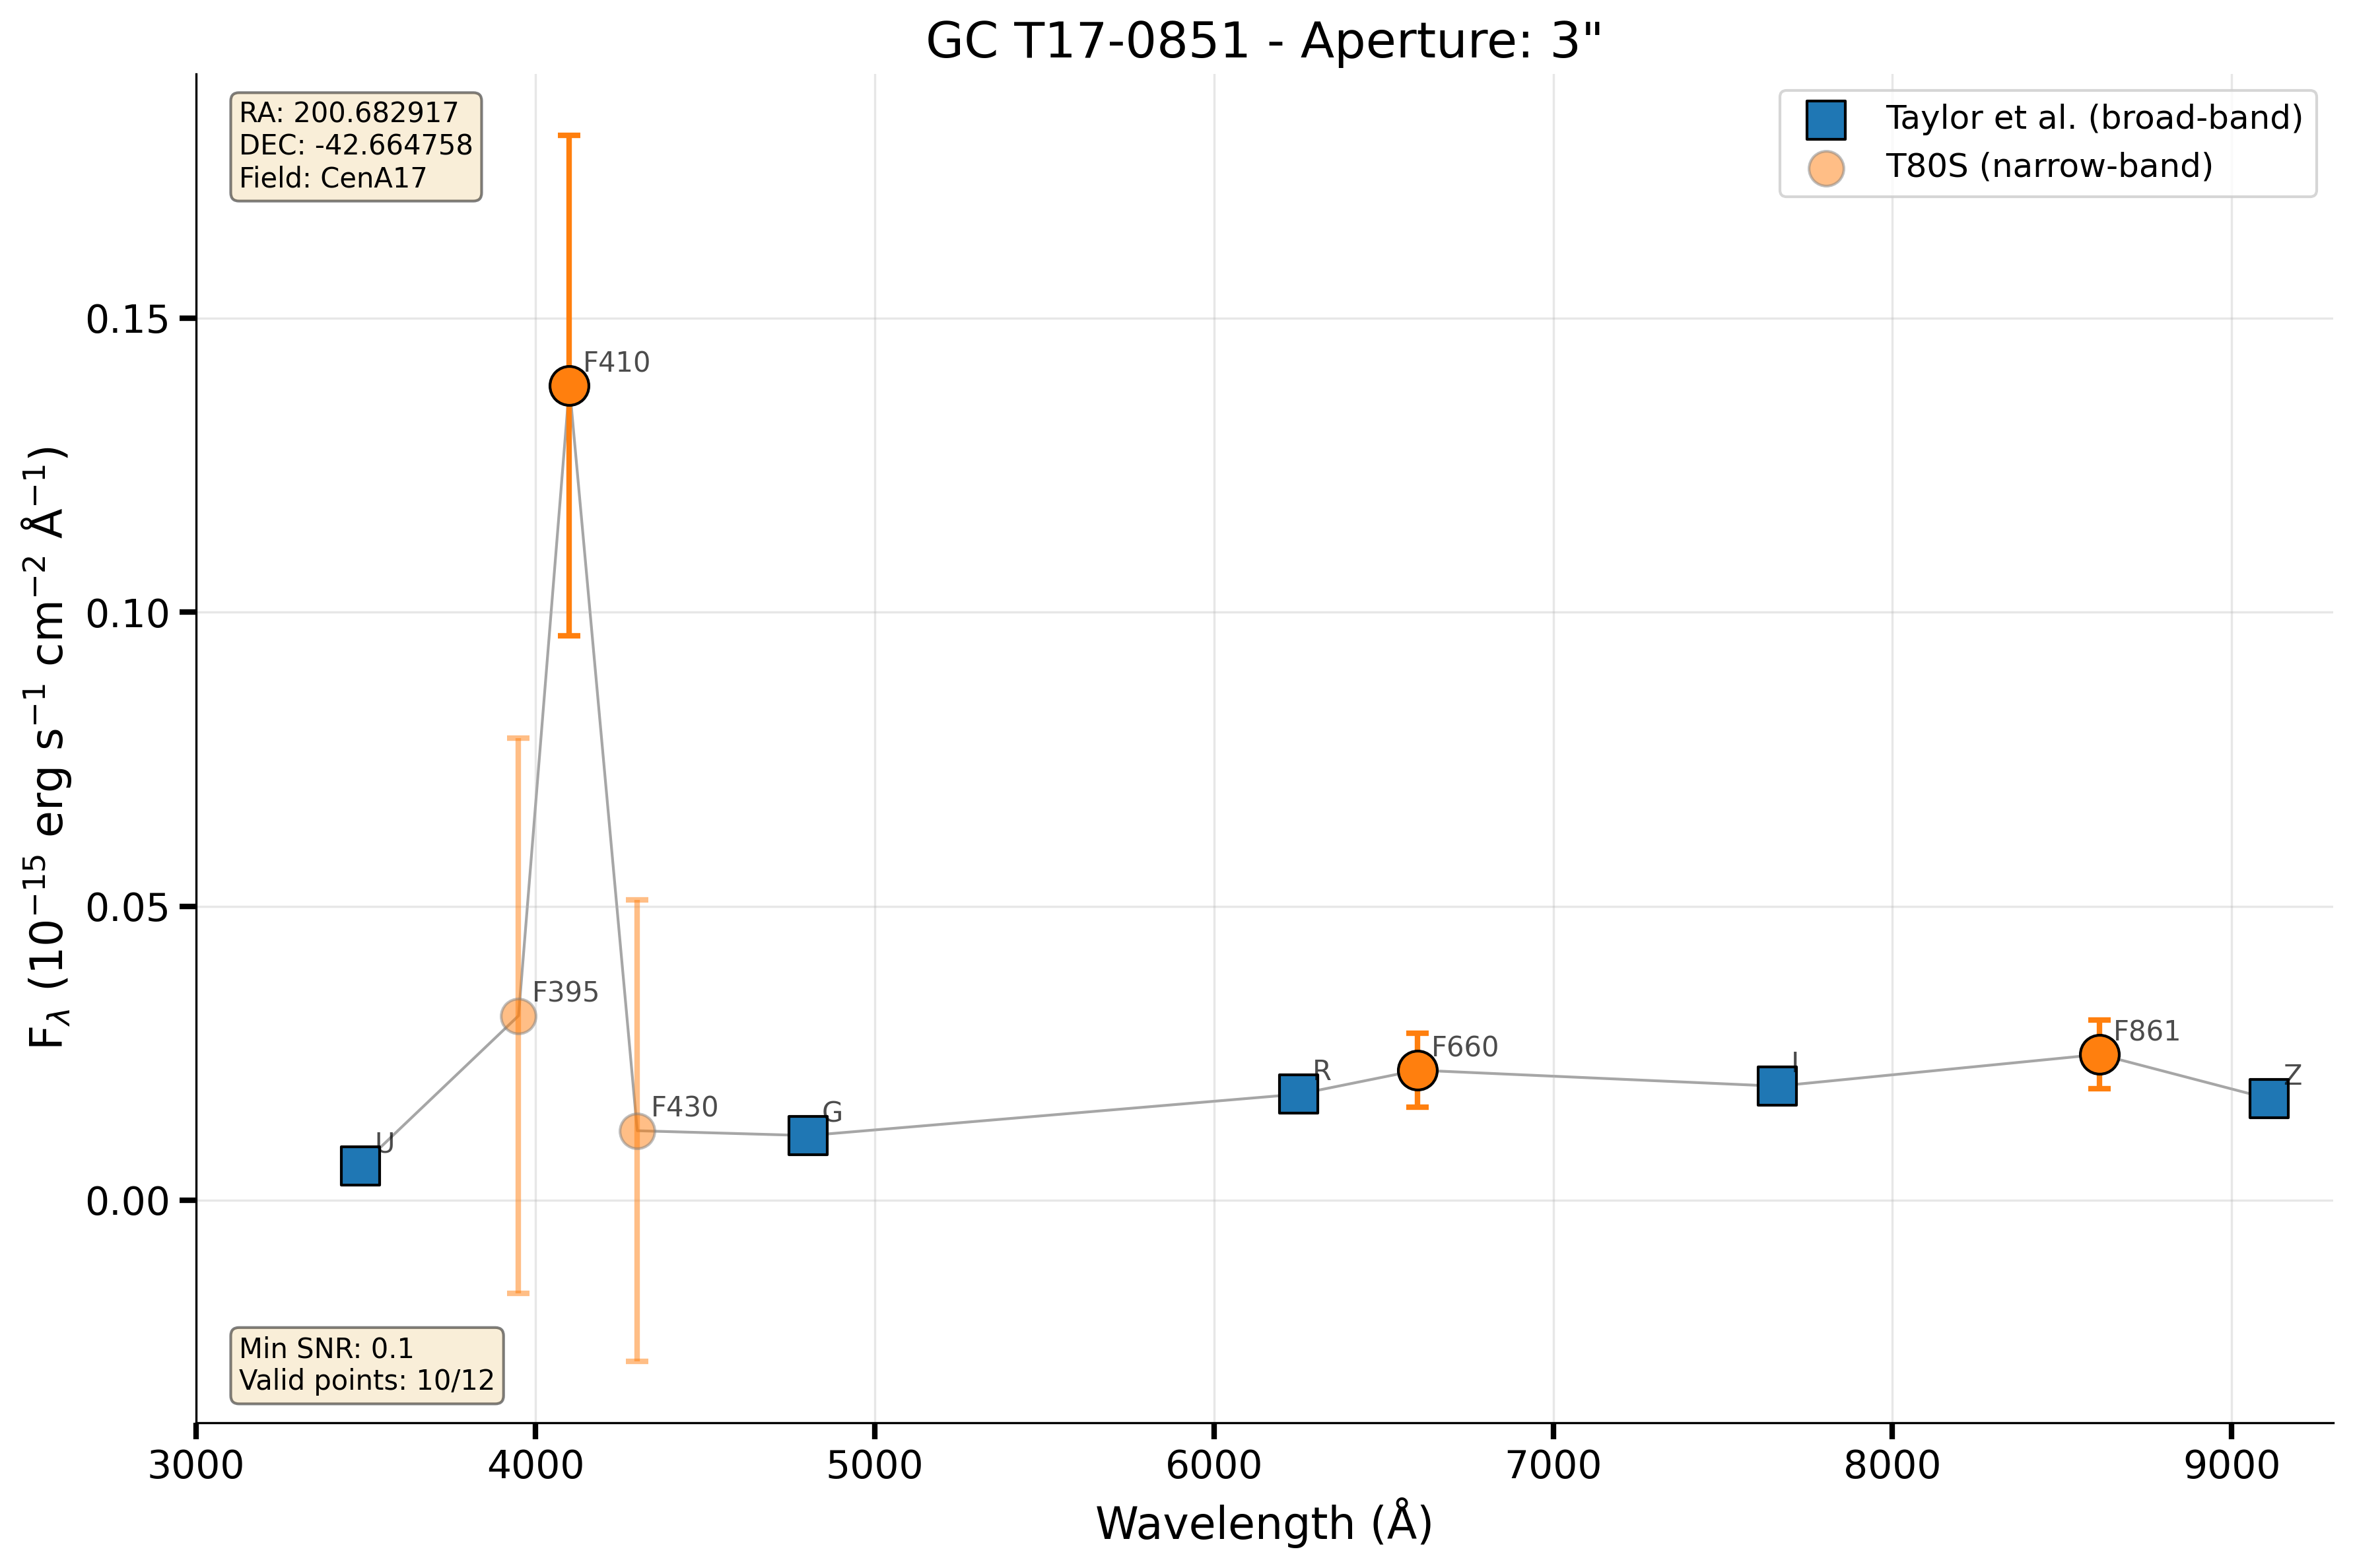 GC T17-0851 - Aperture: 3"
RA: 200.682917
DEC: -42.664758
Field: CenA17
Taylor et al. (broad-band)
T80S (narrow-band)
F410
F395
F430
U
G
R
F660
I
F861
Z
0.15
0.10
0.05
0.00
F$_λ$ (10$^{−15}$ erg s$^{−1}$ cm$^{−2}$ Å$^{−1}$)
Min SNR: 0.1
Valid points: 10/12
3000 4000 5000 6000 7000 8000 9000
Wavelength (Å)